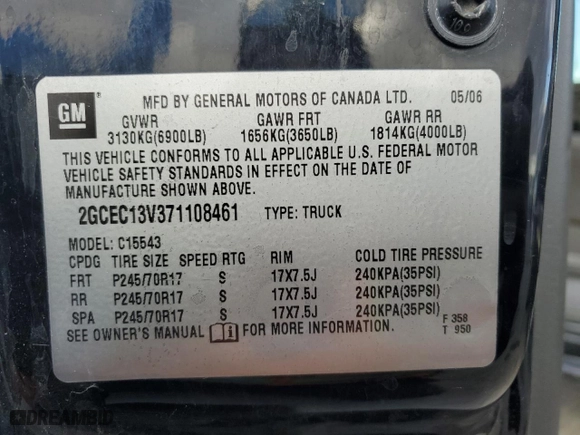 100
GM ®
MFD BY GENERAL MOTORS OF CANADA LTD. 05/06
GVWR GAWR FRT GAWR RR
3130KG(6900LB) 1656KG(3650LB) 1814KG(4000LB)
THIS VEHICLE CONFORMS TO ALL APPLICABLE U.S. FEDERAL MOTOR
VEHICLE SAFETY STANDARDS IN EFFECT ON THE DATE OF
MANUFACTURE SHOWN ABOVE.
2GCEC13V371108461 TYPE: TRUCK
MODEL: C15543
CPDG TIRE SIZE SPEED RTG RIM COLD TIRE PRESSURE
FRT P245/70R17 S 17X7.5J 240KPA(35PSI)
RR P245/70R17 S 17X7.5J 240KPA(35PSI)
SPA P245/70R17 S 17X7.5J 240KPA(35PSI)
SEE OWNER'S MANUAL FOR MORE INFORMATION.
F 358
T 950
DREAMBID